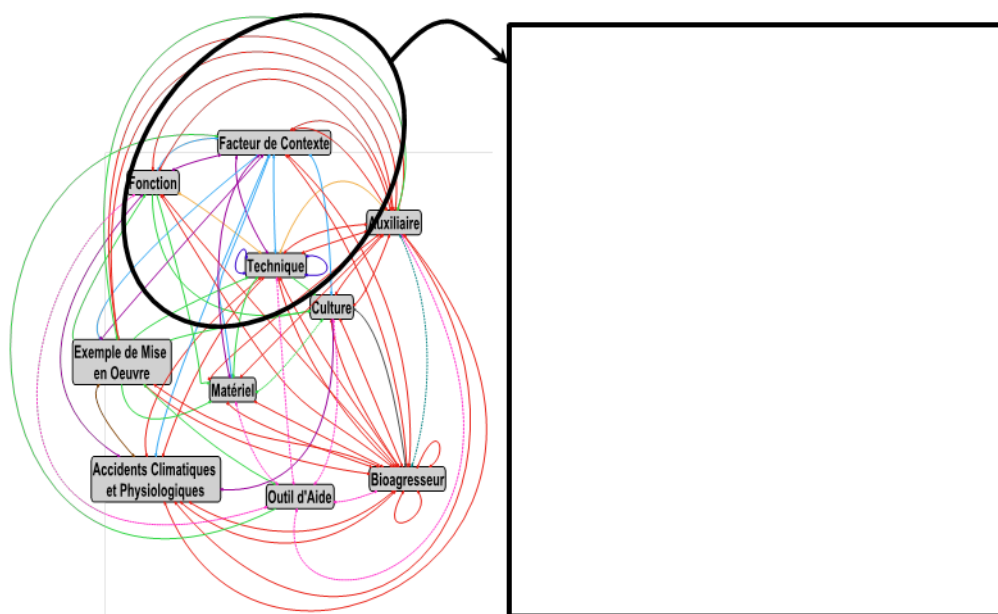 Facteur de Contexte
Fonction
Auxiliaire
Technique
Culture
Exemple de Mise
en Oeuvre
Matériel
Accidents Climatiques
et Physiologiques
Outil d'Aide
Bioagresseur